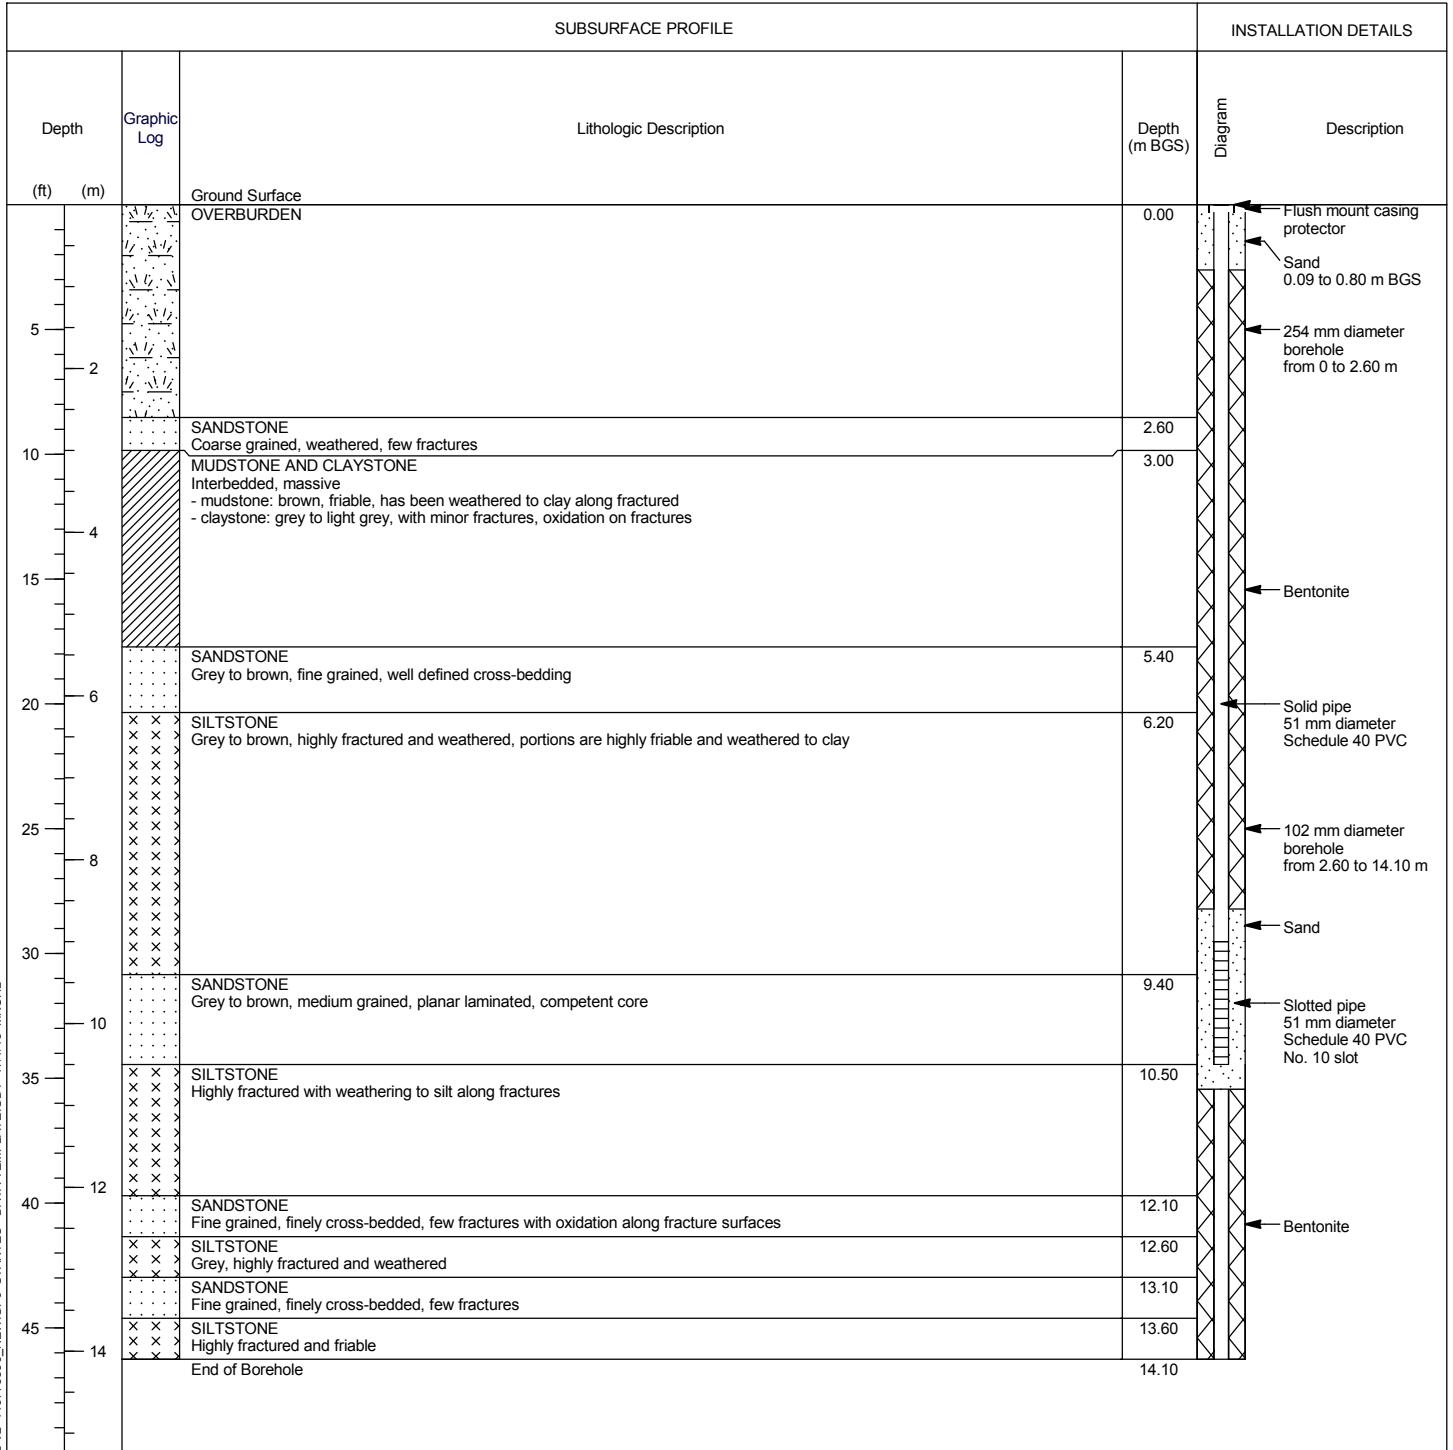 SUBSURFACE PROFILE
INSTALLATION DETAILS
Depth
Graphic
Log
Lithologic Description
Depth
(m BGS)
Diagram
Description
(ft) (m)
Ground Surface
OVERBURDEN
0.00
Flush mount casing
protector
Sand
0.09 to 0.80 m BGS
5
254 mm diameter
borehole
from 0 to 2.60 m
2
SANDSTONE
2.60
Coarse grained, weathered, few fractures
10
MUDSTONE AND CLAYSTONE
3.00
Interbedded, massive
- mudstone: brown, friable, has been weathered to clay along fractured
- claystone: grey to light grey, with minor fractures, oxidation on fractures
4
15
Bentonite
SANDSTONE
5.40
Grey to brown, fine grained, well defined cross-bedding
6
20
Solid pipe
51 mm diameter
Schedule 40 PVC
SILTSTONE
6.20
Grey to brown, highly fractured and weathered, portions are highly friable and weathered to clay
25
102 mm diameter
borehole
from 2.60 to 14.10 m
8
Sand
30
SANDSTONE
9.40
Grey to brown, medium grained, planar laminated, competent core
Slotted pipe
51 mm diameter
Schedule 40 PVC
No. 10 slot
10
35
SILTSTONE
10.50
Highly fractured with weathering to silt along fractures
12
40
SANDSTONE
12.10
Fine grained, finely cross-bedded, few fractures with oxidation along fracture surfaces
Bentonite
SILTSTONE
12.60
Grey, highly fractured and weathered
SANDSTONE
13.10
Fine grained, finely cross-bedded, few fractures
45
SILTSTONE
13.60
Highly fractured and friable
14
End of Borehole
14.10